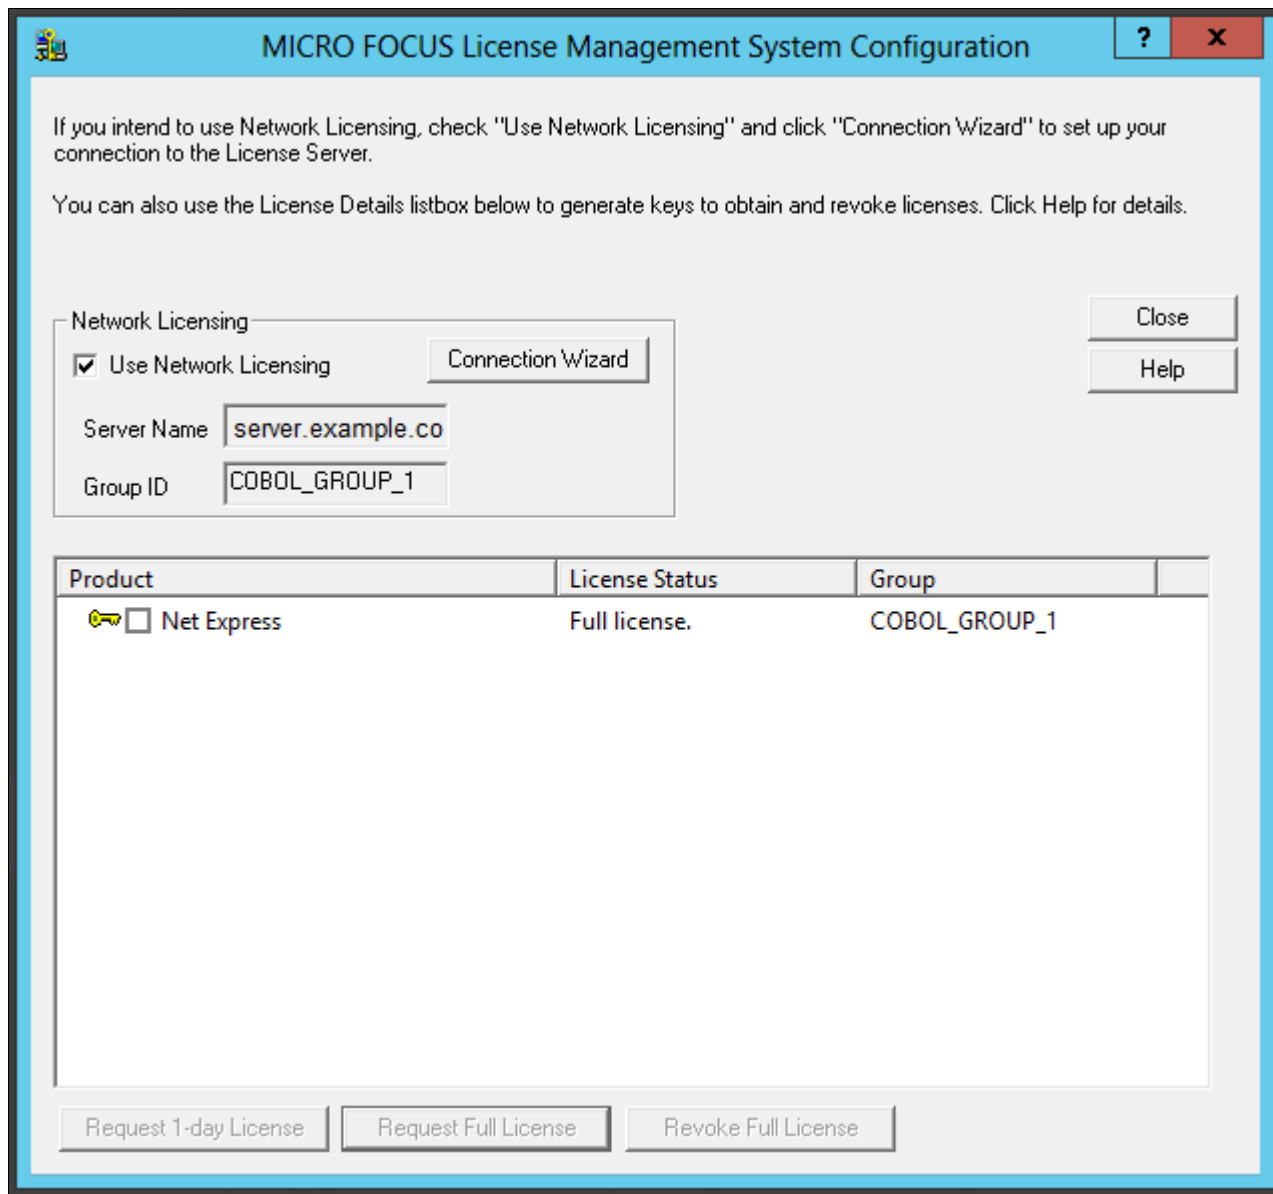 MICRO FOCUS License Management System Configuration
?
x
If you intend to use Network Licensing, check "Use Network Licensing" and click "Connection Wizard" to set up your
connection to the License Server.
You can also use the License Details listbox below to generate keys to obtain and revoke licenses. Click Help for details.
Close
Help
Network Licensing
Use Network Licensing
Connection Wizard
Server Name server.example.co
Group ID COBOL_GROUP_1
Product License Status Group
Net Express Full license. COBOL_GROUP_1
Request 1-day License Request Full License Revoke Full License